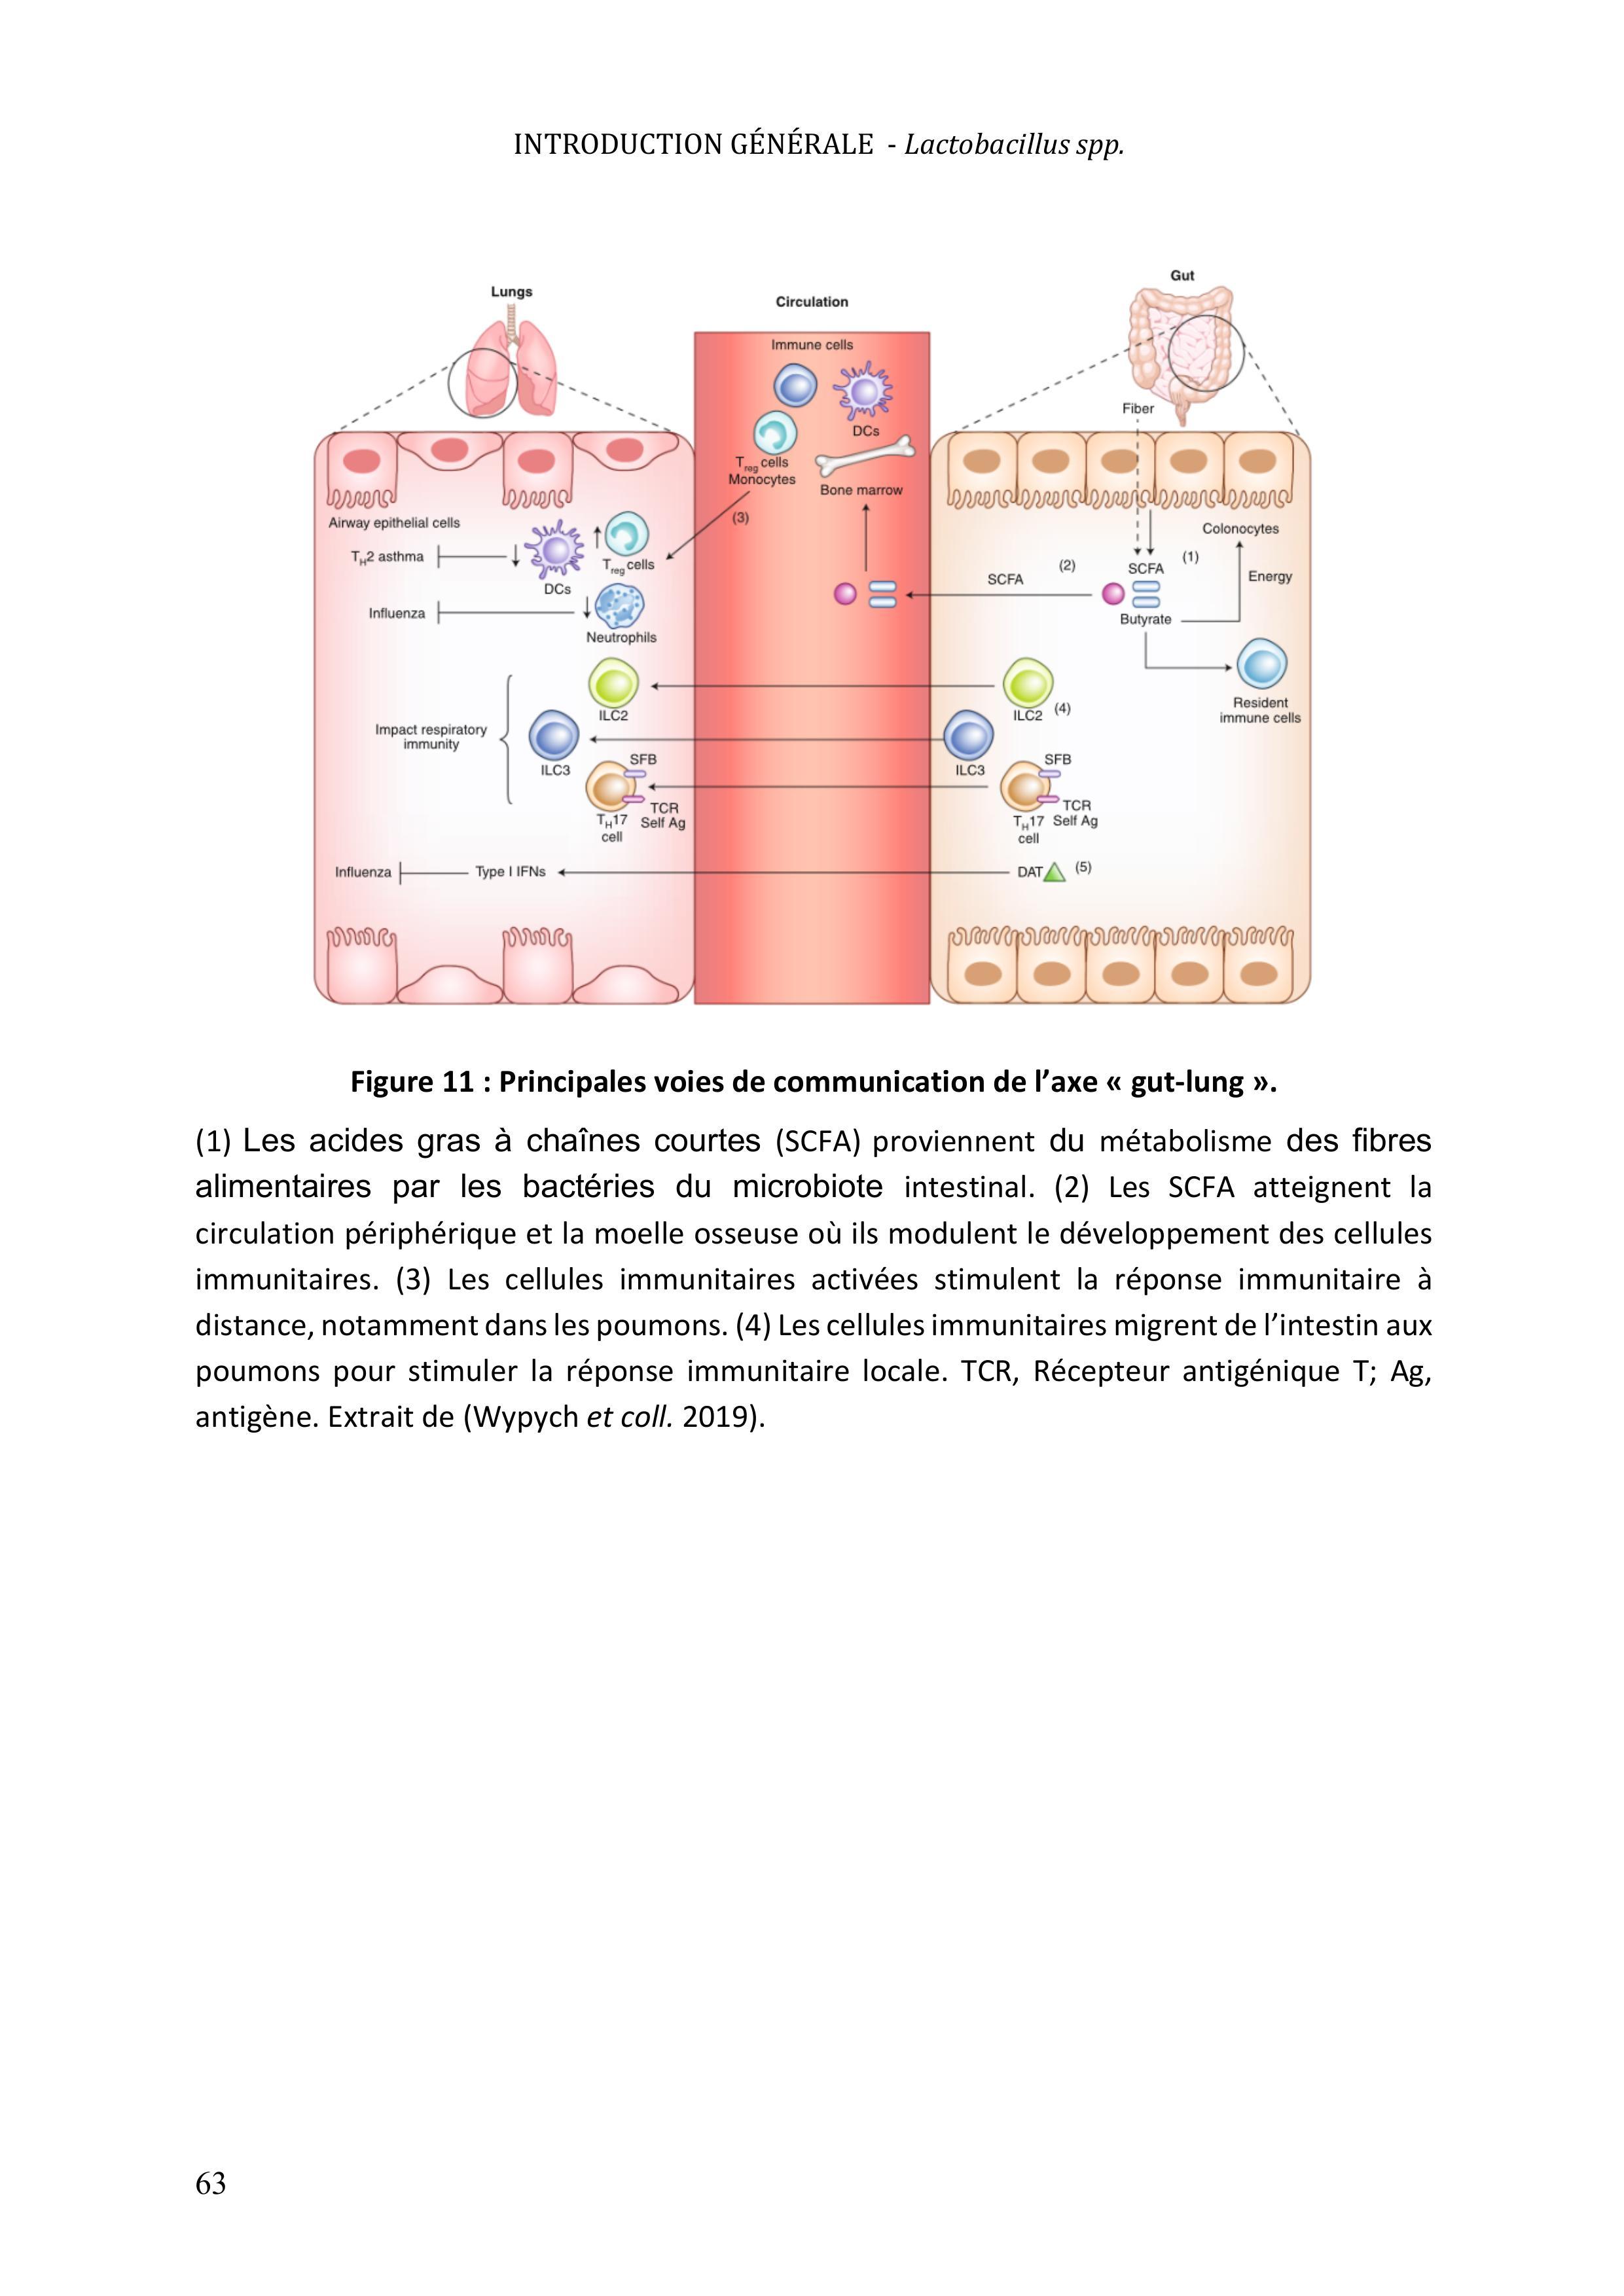 INTRODUCTION GÉNÉRALE - Lactobacillus spp.
Lungs
Circulation
Gut
Immune cells
DCs
Treg cells
Monocytes
Bone marrow
(3)
Fiber
Airway epithelial cells
TH2 asthma
DCs
Treg cells
Influenza
Neutrophils
SCFA
(2)
SCFA
(1)
Colonocytes
Energy
Butyrate
Resident
immune cells
Impact respiratory
immunity
ILC2
ILC3
SFB
TCR
Self Ag
TH17
cell
ILC2
(4)
ILC3
SFB
TCR
Self Ag
TH17
cell
Influenza
Type I IFNs
DAT
(5)
Figure 11 : Principales voies de communication de l’axe « gut-lung ».
(1) Les acides gras à chaînes courtes (SCFA) proviennent du métabolisme des fibres
alimentaires par les bactéries du microbiote intestinal. (2) Les SCFA atteignent la
circulation périphérique et la moelle osseuse où ils modulent le développement des cellules
immunitaires. (3) Les cellules immunitaires activées stimulent la réponse immunitaire à
distance, notamment dans les poumons. (4) Les cellules immunitaires migrent de l’intestin aux
poumons pour stimuler la réponse immunitaire locale. TCR, Récepteur antigénique T; Ag,
antigène. Extrait de (Wypych et coll. 2019).
63